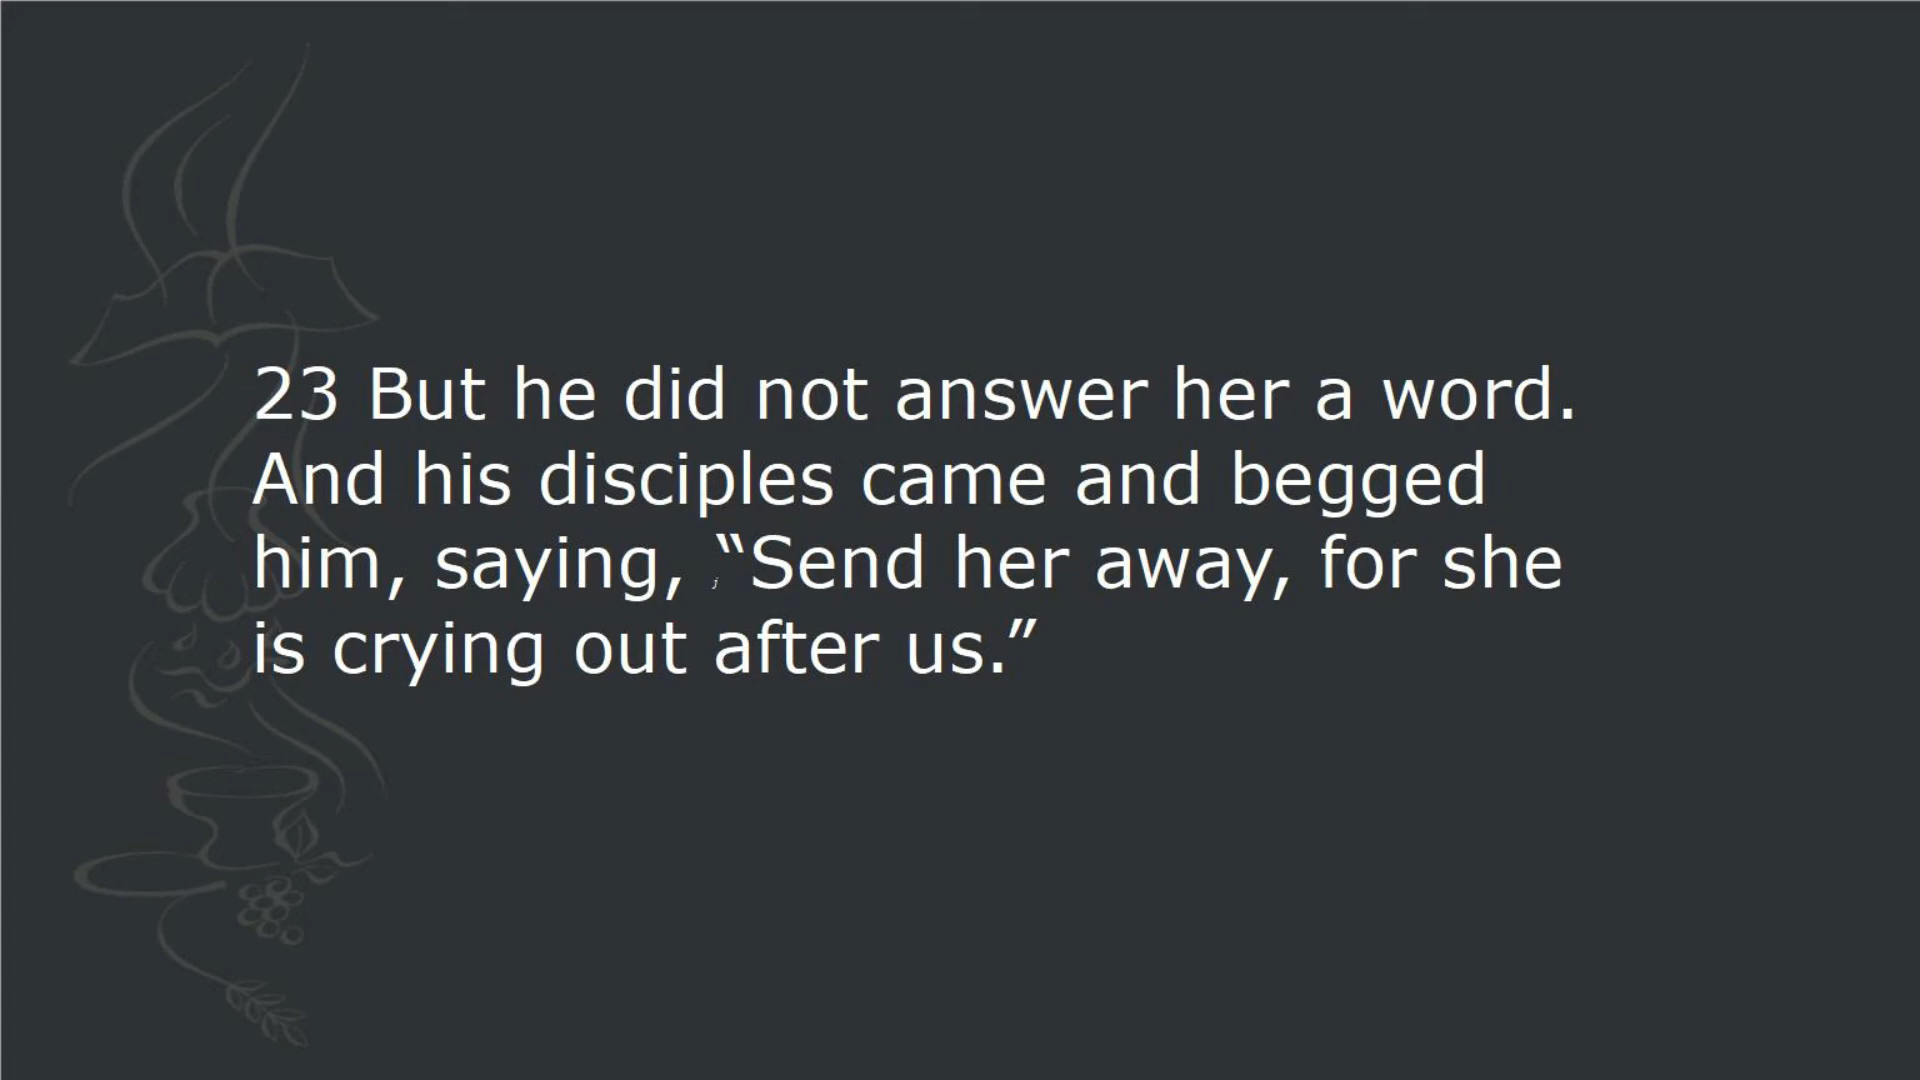 23 But he did not answer her a word.
And his disciples came and begged
him, saying, j“Send her away, for she
is crying out after us.”